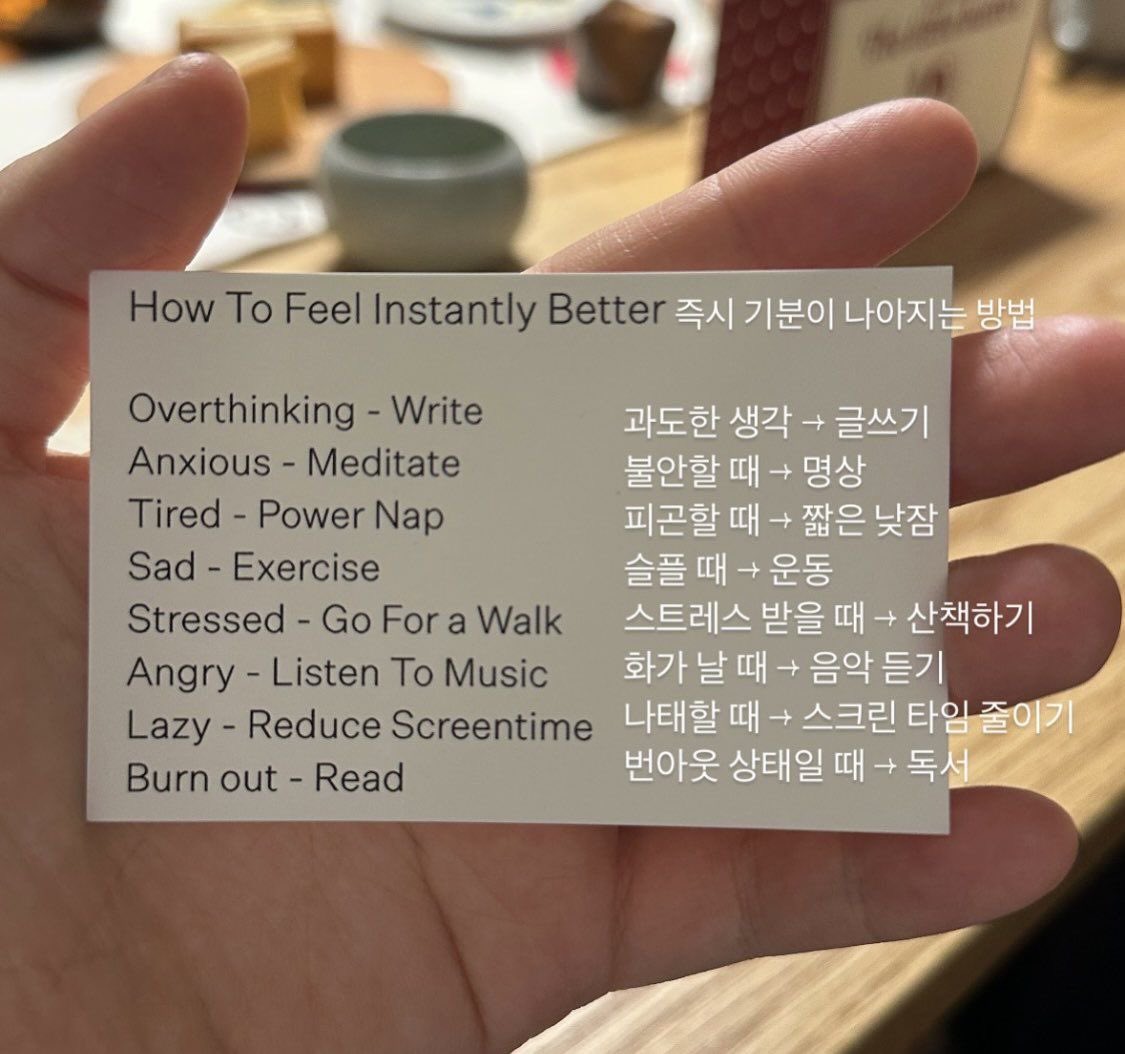 How To Feel Instantly Better 즉시 기분이 나아지는 방법
Overthinking - Write 과도한 생각 → 글쓰기
Anxious - Meditate 불안할 때 → 명상
Tired - Power Nap 피곤할 때 → 짧은 낮잠
Sad - Exercise 슬플 때 → 운동
Stressed - Go For a Walk 스트레스 받을 때 → 산책하기
Angry - Listen To Music 화가 날 때 → 음악 듣기
Lazy - Reduce Screentime 나태할 때 → 스크린 타임 줄이기
Burn out - Read 번아웃 상태일 때 → 독서